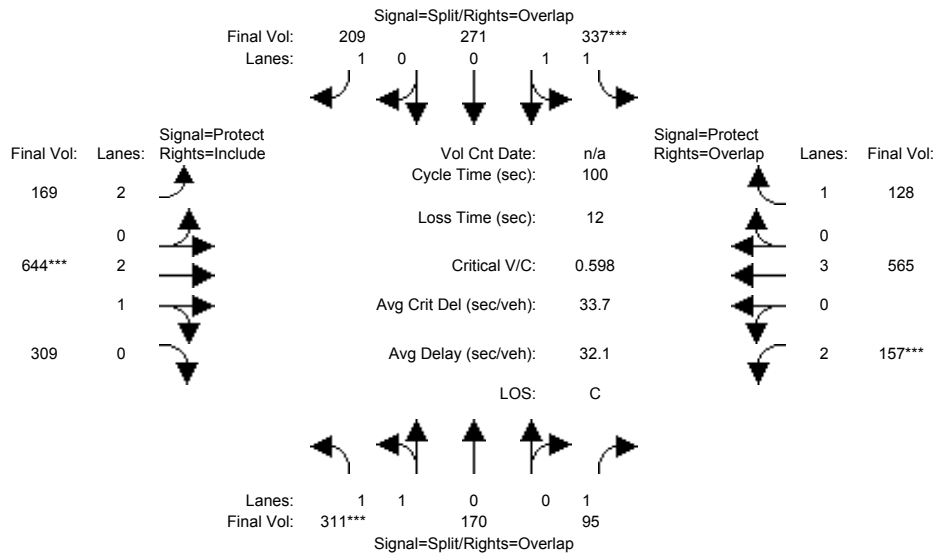 Signal=Split/Rights=Overlap
Final Vol: 209 271 337***
Lanes: 1 0 0 1 1
Signal=Protect Signal=Protect
Final Vol: Lanes: Rights=Include Vol Cnt Date: n/a Rights=Overlap Lanes: Final Vol:
Cycle Time (sec): 100
169 2 1 128
Loss Time (sec): 12
0 0
644*** 2 Critical V/C: 0.598 3 565
1 Avg Crit Del (sec/veh): 33.7 0
309 0 Avg Delay (sec/veh): 32.1 2 157***
LOS: C
Lanes: 1 1 0 0 1
Final Vol: 311*** 170 95
Signal=Split/Rights=Overlap